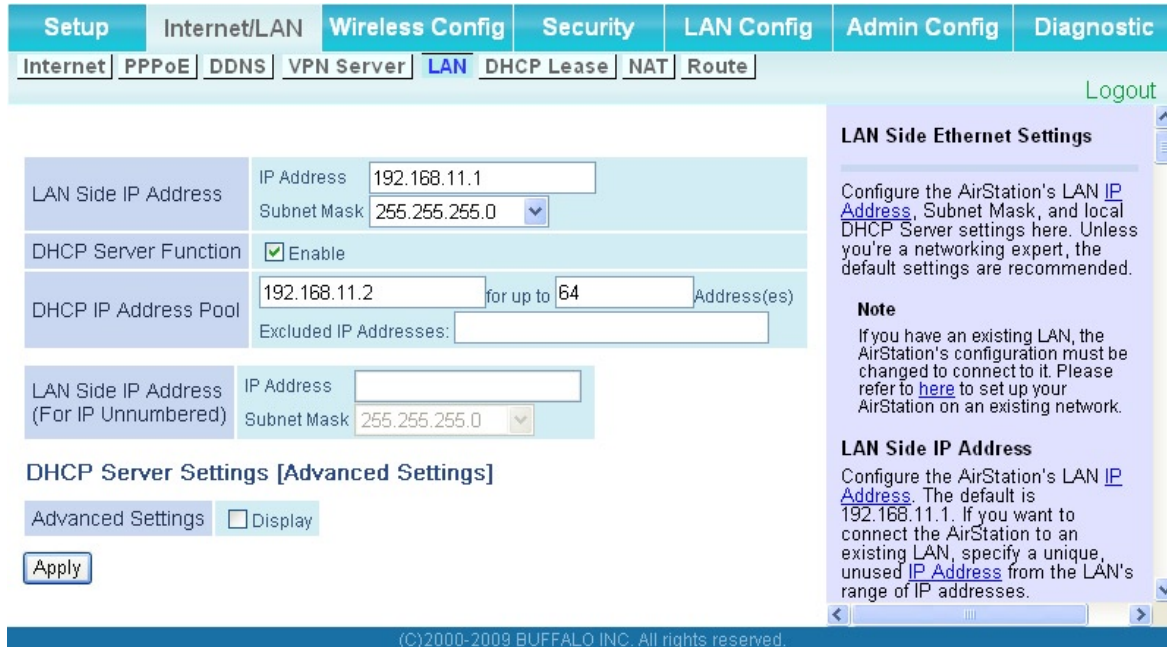 Setup Internet/LAN Wireless Config Security LAN Config Admin Config Diagnostic
Internet PPPoE DDNS VPN Server LAN DHCP Lease NAT Route
Logout
LAN Side IP Address
IP Address 192.168.11.1
Subnet Mask 255.255.255.0
DHCP Server Function Enable
DHCP IP Address Pool
192.168.11.2 for up to 64 Address(es)
Excluded IP Addresses:
LAN Side IP Address
(For IP Unnumbered)
IP Address
Subnet Mask 255.255.255.0
DHCP Server Settings [Advanced Settings]
Advanced Settings Display
Apply
LAN Side Ethernet Settings
Configure the AirStation's LAN IP
Address, Subnet Mask, and local
DHCP Server settings here. Unless
you're a networking expert, the
default settings are recommended.
Note
If you have an existing LAN, the
AirStation's configuration must be
changed to connect to it. Please
refer to here to set up your
AirStation on an existing network.
LAN Side IP Address
Configure the AirStation's LAN IP
Address. The default is
192.168.11.1. If you want to
connect the AirStation to an
existing LAN, specify a unique,
unused IP Address from the LAN's
range of IP addresses.
(C)2000-2009 BUFFALO INC. All rights reserved.